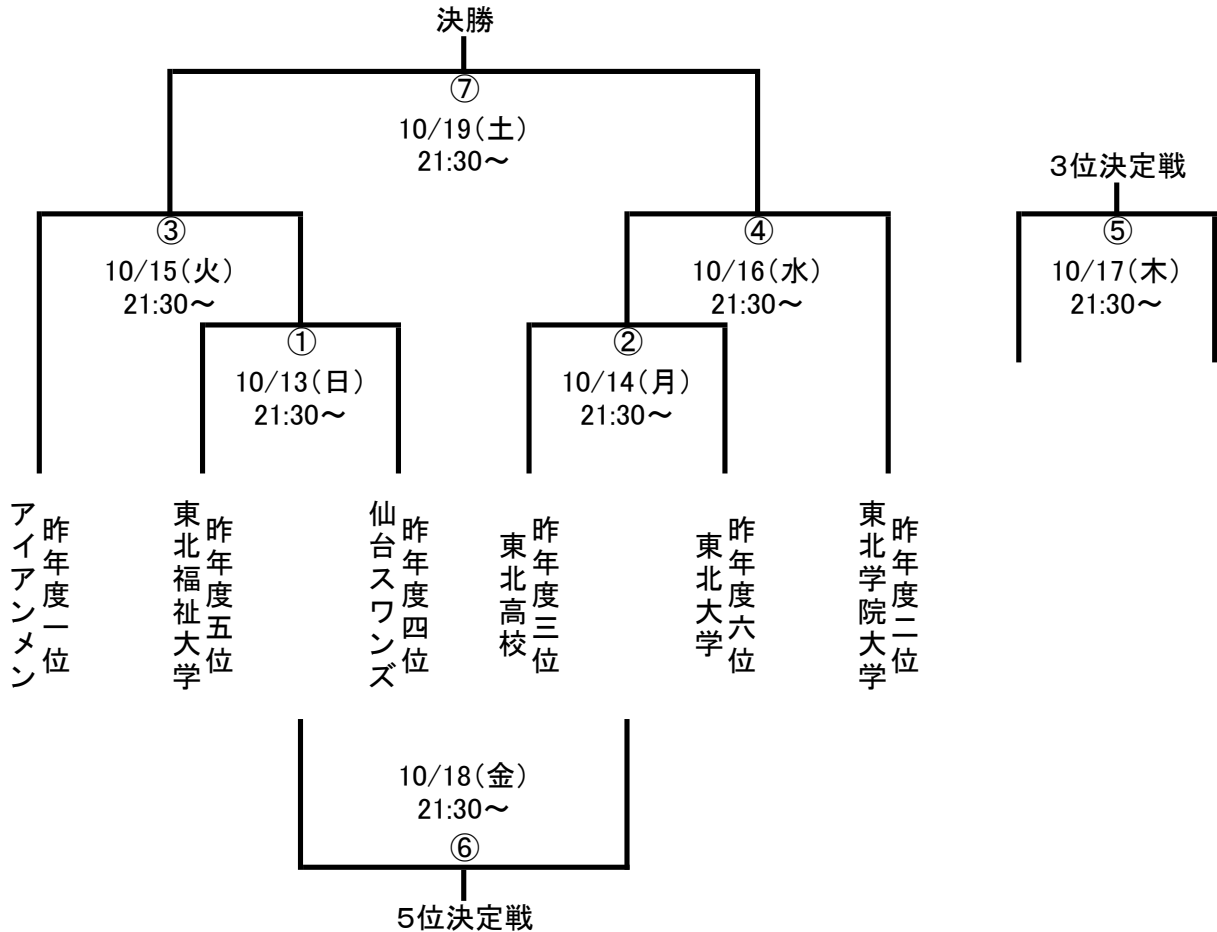 決勝
⑦
10/19(土)
21:30～
3位決定戦
③
10/15(火)
21:30～
④
10/16(水)
21:30～
⑤
10/17(木)
21:30～
①
10/13(日)
21:30～
②
10/14(月)
21:30～
昨年度一位
アイアンメン
昨年度五位
東北福祉大学
昨年度四位
仙台スワンズ
昨年度三位
東北高校
昨年度六位
東北大学
昨年度二位
東北学院大学
10/18(金)
21:30～
⑥
5位決定戦